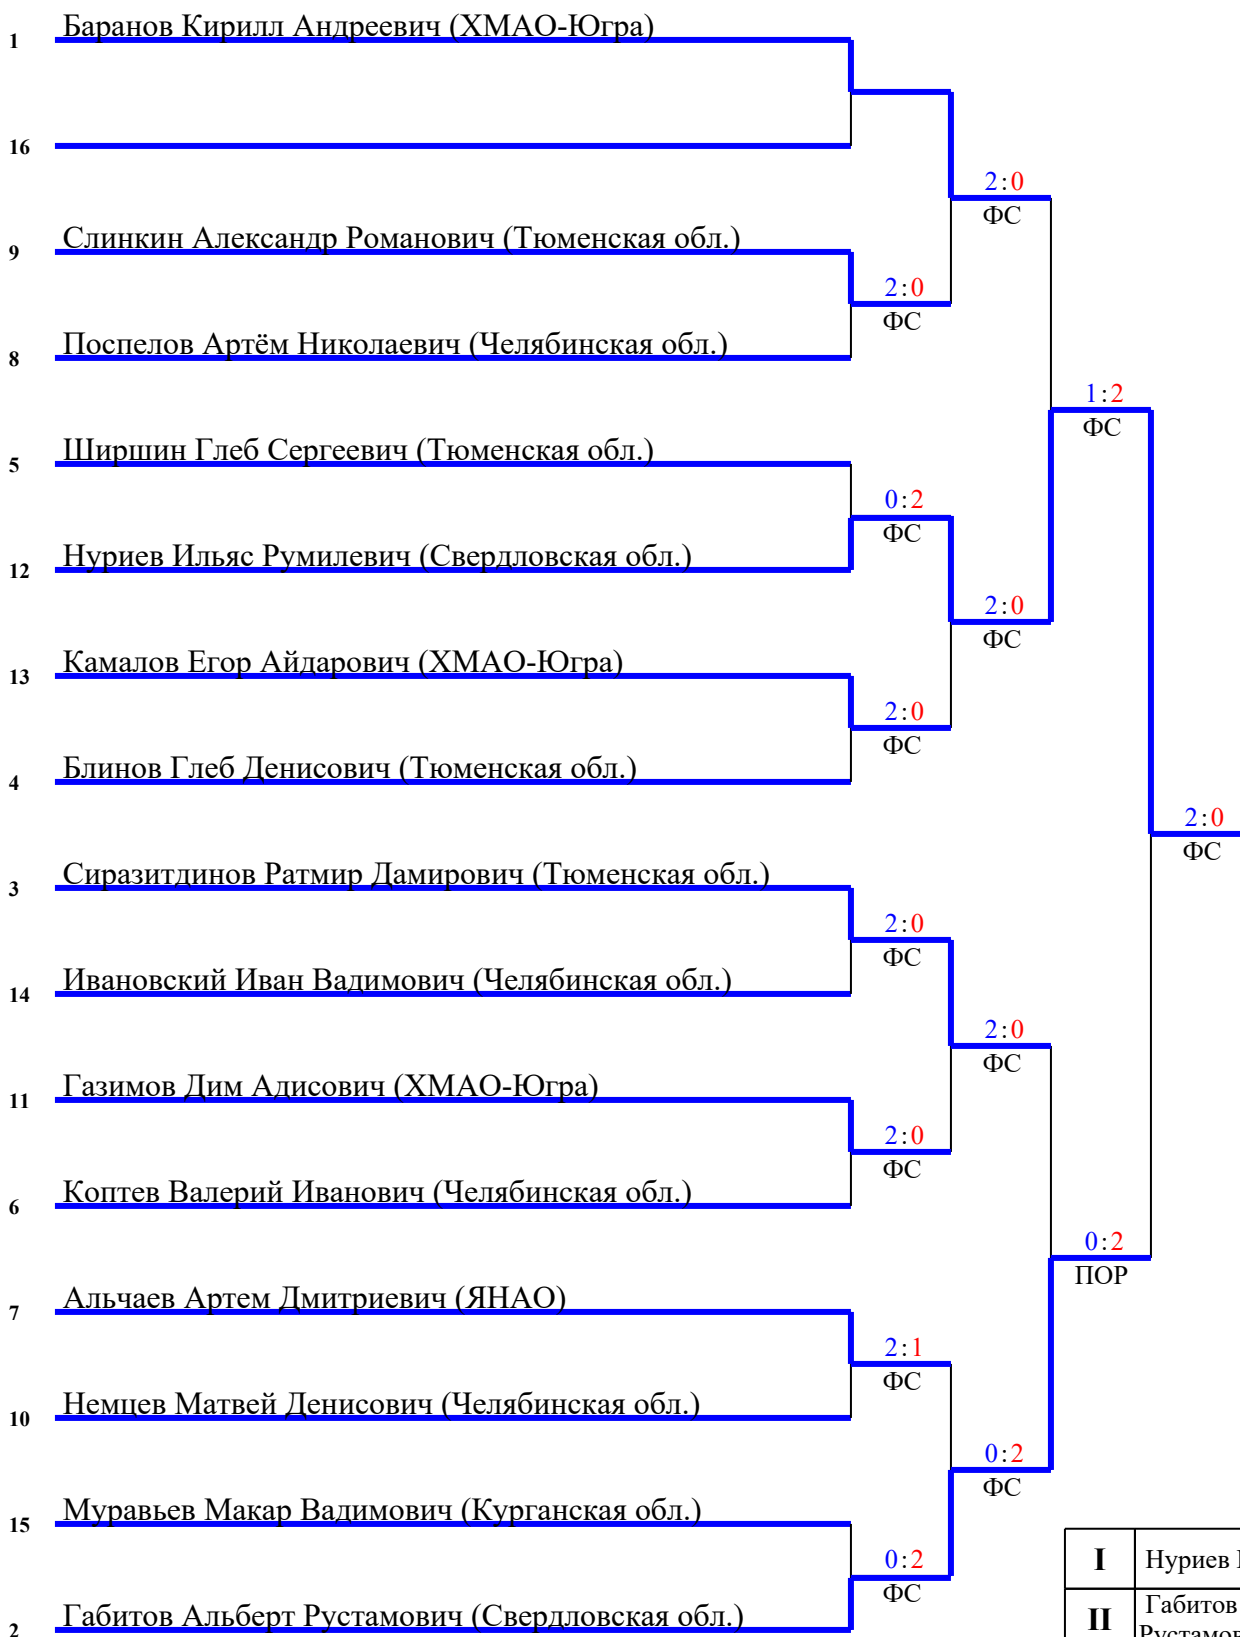 1 Баранов Кирилл Андреевич (ХМАО-Югра)
16
2:0
ФС
9 Слинкин Александр Романович (Тюменская обл.)
2:0
ФС
8 Поспелов Артём Николаевич (Челябинская обл.)
1:2
ФС
5 Ширшин Глеб Сергеевич (Тюменская обл.)
0:2
ФС
12 Нуриев Ильяс Румилевич (Свердловская обл.)
2:0
ФС
13 Камалов Егор Айдарович (ХМАО-Югра)
2:0
ФС
4 Блинов Глеб Денисович (Тюменская обл.)
2:0
ФС
3 Сиразитдинов Ратмир Дамирович (Тюменская обл.)
2:0
ФС
14 Ивановский Иван Вадимович (Челябинская обл.)
2:0
ФС
11 Газимов Дим Адисович (ХМАО-Югра)
2:0
ФС
6 Коптев Валерий Иванович (Челябинская обл.)
0:2
ПОР
7 Альчаев Артем Дмитриевич (ЯНАО)
2:1
ФС
10 Немцев Матвей Денисович (Челябинская обл.)
0:2
ФС
15 Муравьев Макар Вадимович (Курганская обл.)
0:2
ФС
2 Габитов Альберт Рустамович (Свердловская обл.)
I Нуриев
II Габитов